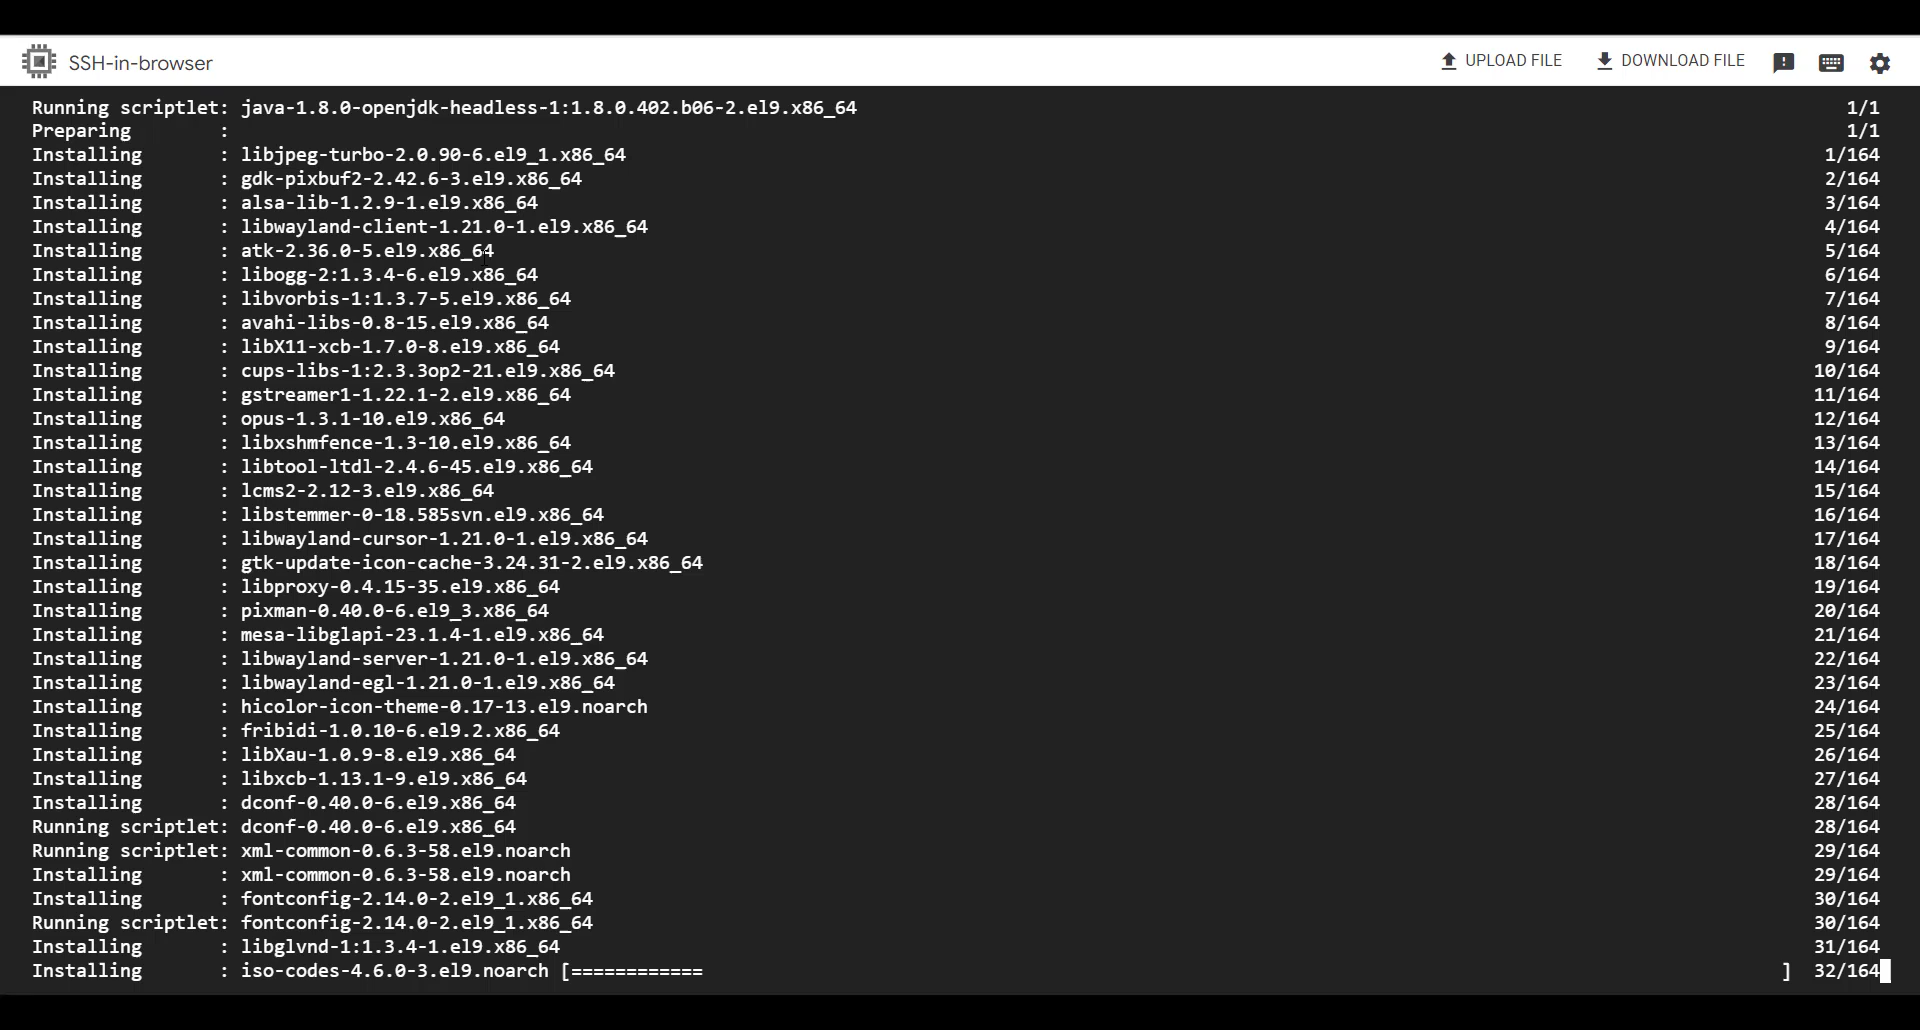 SSH-in-browser UPLOAD FILE DOWNLOAD FILE
Running scriptlet: java-1.8.0-openjdk-headless-1:1.8.0.402.b06-2.el9.x86_64 1/1
Preparing : 1/1
Installing : libjpeg-turbo-2.0.90-6.el9_1.x86_64 1/164
Installing : gdk-pixbuf2-2.42.6-3.el9.x86_64 2/164
Installing : alsa-lib-1.2.9-1.el9.x86_64 3/164
Installing : libwayland-client-1.21.0-1.el9.x86_64 4/164
Installing : atk-2.36.0-5.el9.x86_64 5/164
Installing : libogg-2:1.3.4-6.el9.x86_64 6/164
Installing : libvorbis-1:1.3.7-5.el9.x86_64 7/164
Installing : avahi-libs-0.8-15.el9.x86_64 8/164
Installing : libX11-xcb-1.7.0-8.el9.x86_64 9/164
Installing : cups-libs-1:2.3.3op2-21.el9.x86_64 10/164
Installing : gstreamer1-1.22.1-2.el9.x86_64 11/164
Installing : opus-1.3.1-10.el9.x86_64 12/164
Installing : libxshmfence-1.3-10.el9.x86_64 13/164
Installing : libtool-ltdl-2.4.6-45.el9.x86_64 14/164
Installing : lcms2-2.12-3.el9.x86_64 15/164
Installing : libstemmer-0-18.585svn.el9.x86_64 16/164
Installing : libwayland-cursor-1.21.0-1.el9.x86_64 17/164
Installing : gtk-update-icon-cache-3.24.31-2.el9.x86_64 18/164
Installing : libproxy-0.4.15-35.el9.x86_64 19/164
Installing : pixman-0.40.0-6.el9_3.x86_64 20/164
Installing : mesa-libglapi-23.1.4-1.el9.x86_64 21/164
Installing : libwayland-server-1.21.0-1.el9.x86_64 22/164
Installing : libwayland-egl-1.21.0-1.el9.x86_64 23/164
Installing : hicolor-icon-theme-0.17-13.el9.noarch 24/164
Installing : fribidi-1.0.10-6.el9.2.x86_64 25/164
Installing : libXau-1.0.9-8.el9.x86_64 26/164
Installing : libxcb-1.13.1-9.el9.x86_64 27/164
Installing : dconf-0.40.0-6.el9.x86_64 28/164
Running scriptlet: dconf-0.40.0-6.el9.x86_64 28/164
Running scriptlet: xml-common-0.6.3-58.el9.noarch 29/164
Installing : xml-common-0.6.3-58.el9.noarch 29/164
Installing : fontconfig-2.14.0-2.el9_1.x86_64 30/164
Running scriptlet: fontconfig-2.14.0-2.el9_1.x86_64 30/164
Installing : libglvnd-1:1.3.4-1.el9.x86_64 31/164
Installing : iso-codes-4.6.0-3.el9.noarch [============ ] 32/164